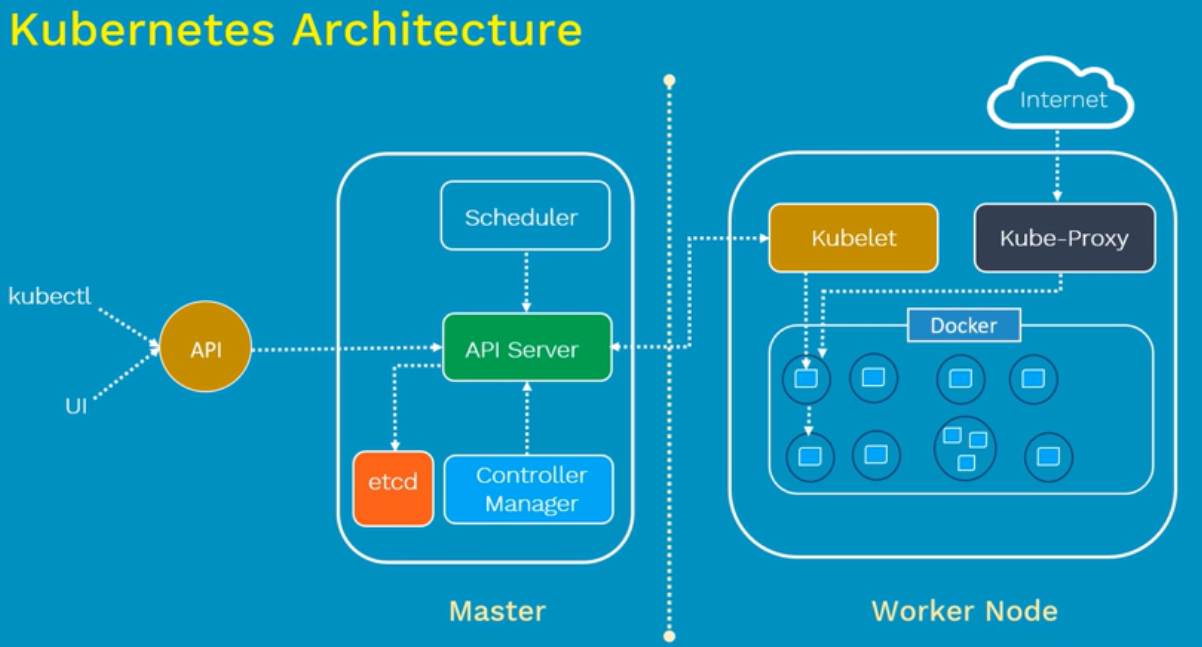 Kubernetes Architecture
Internet
Scheduler
Kubelet
Kube-Proxy
kubectl
API
API Server
Docker
UI
etcd
Controller
Manager
Master
Worker Node